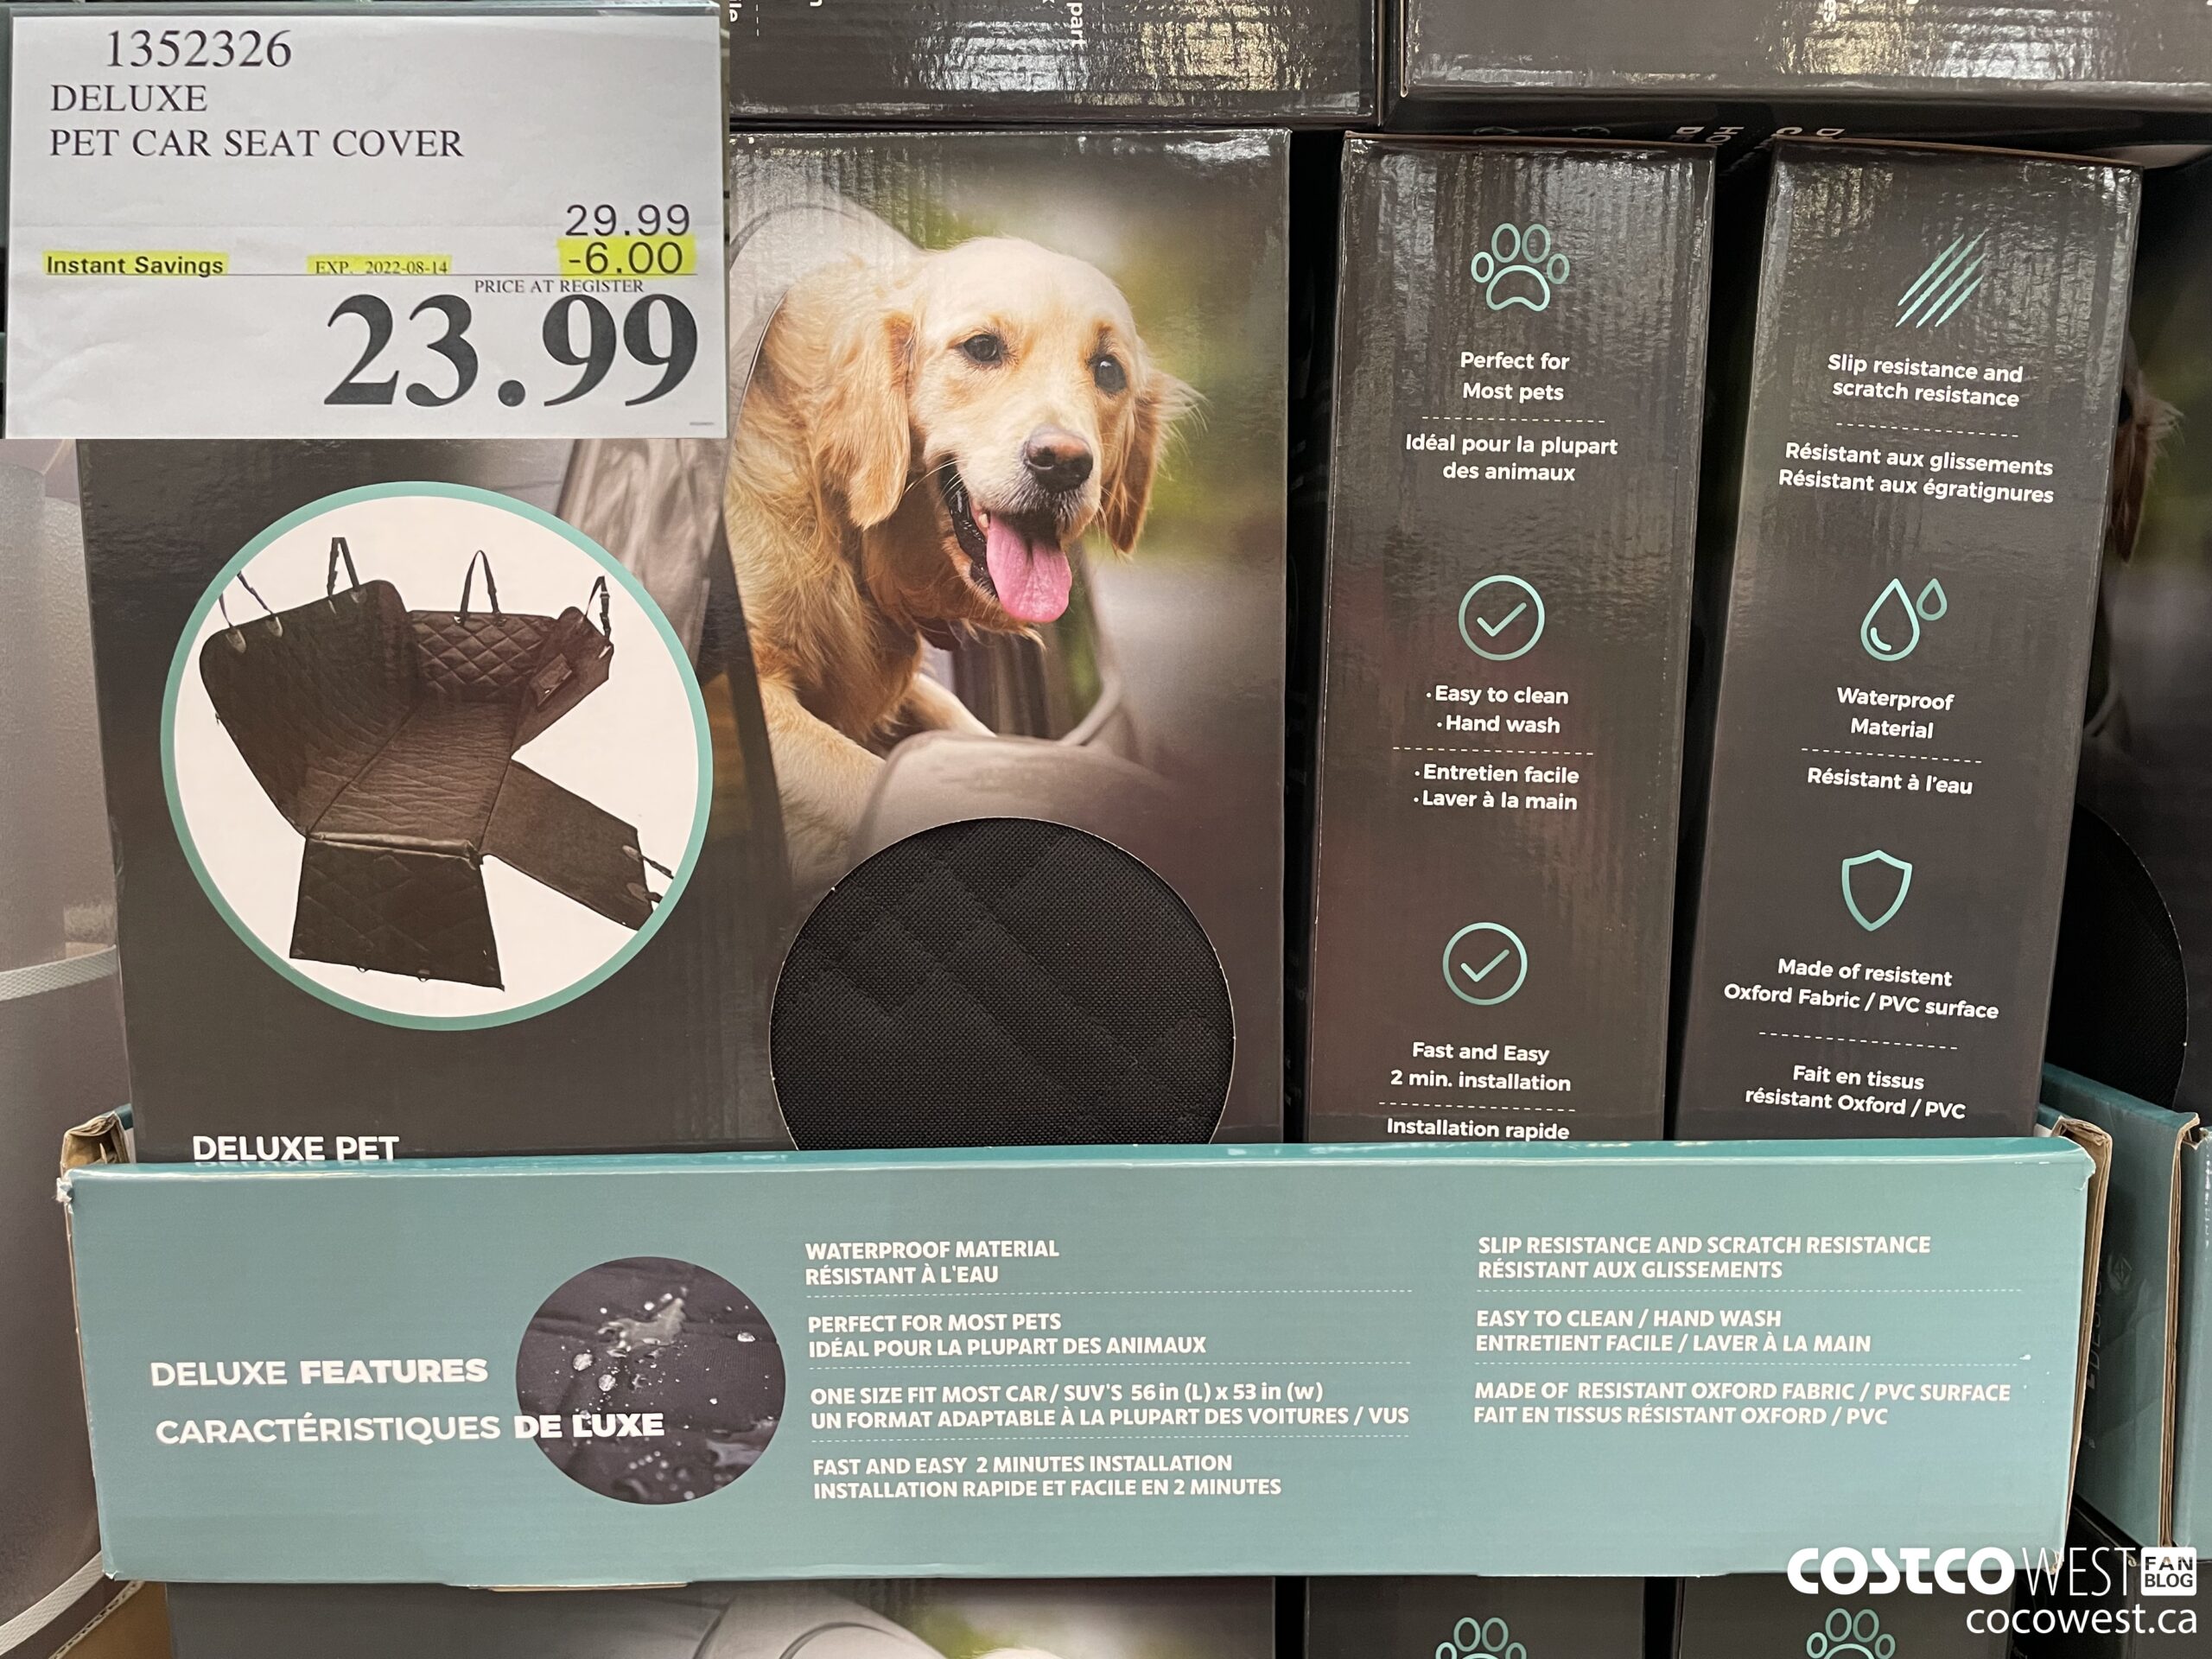 1352326
DELUXE
PET CAR SEAT COVER
29.99
Instant Savings EXP. 2022-08-14 -6.00
PRICE AT REGISTER
23.99
part
Perfect for
Most pets
Idéal pour la plupart
des animaux
• Easy to clean
• Hand wash
• Entretien facile
• Laver à la main
Fast and Easy
2 min. installation
Installation rapide
Slip resistance and
scratch resistance
Résistant aux glissements
Résistant aux égratignures
Waterproof
Material
Résistant à l'eau
Made of resistent
Oxford Fabric / PVC surface
Fait en tissus
résistant Oxford / PVC
DELUXE PET
DELUXE FEATURES
CARACTÉRISTIQUES DE LUXE
WATERPROOF MATERIAL
RÉSISTANT À L'EAU
PERFECT FOR MOST PETS
IDÉAL POUR LA PLUPART DES ANIMAUX
ONE SIZE FIT MOST CAR / SUV'S 56 in (L) x 53 in (w)
UN FORMAT ADAPTABLE À LA PLUPART DES VOITURES / VUS
FAST AND EASY 2 MINUTES INSTALLATION
INSTALLATION RAPIDE ET FACILE EN 2 MINUTES
SLIP RESISTANCE AND SCRATCH RESISTANCE
RÉSISTANT AUX GLISSEMENTS
EASY TO CLEAN / HAND WASH
ENTRETIENT FACILE / LAVER À LA MAIN
MADE OF RESISTANT OXFORD FABRIC / PVC SURFACE
FAIT EN TISSUS RÉSISTANT OXFORD / PVC
COSTCO WEST FAN BLOG
cocowest.ca